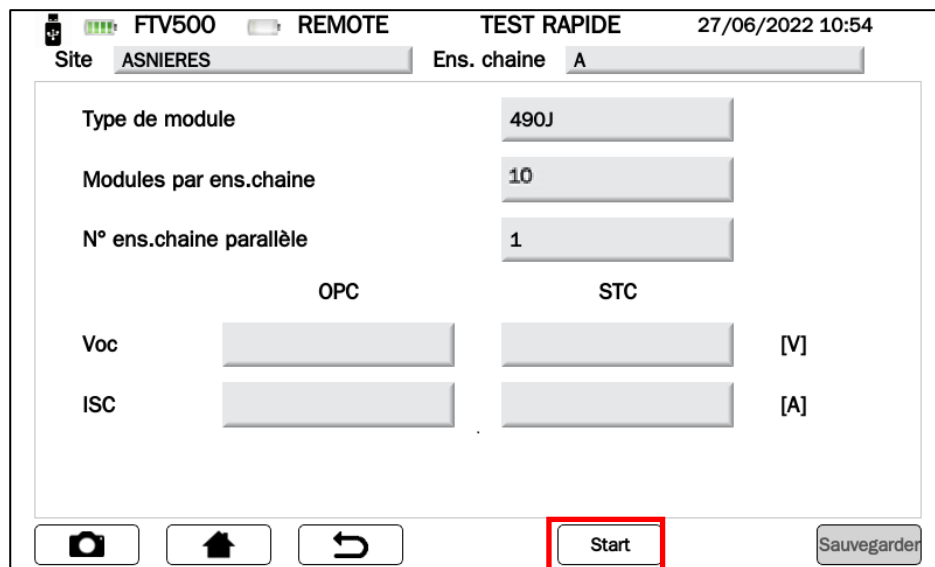 FTV500 REMOTE TEST RAPIDE 27/06/2022 10:54
Site ASNIERES Ens. chaine A
Type de module 490J
Modules par ens.chaine 10
N° ens.chaine parallèle 1
OPC STC
Voc [V]
ISC [A]
Start Sauvegarder